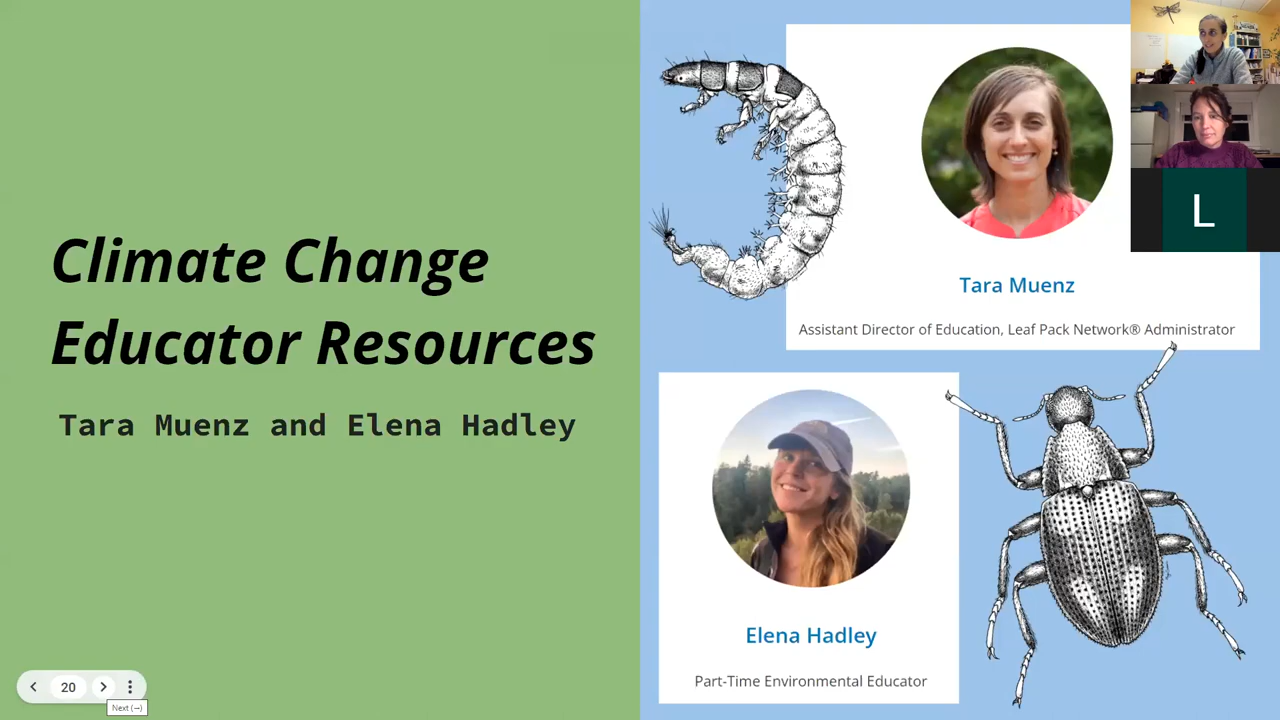 Climate Change
Educator Resources
Tara Muenz and Elena Hadley
Tara Muenz
Assistant Director of Education, Leaf Pack Network® Administrator
Elena Hadley
Part-Time Environmental Educator
L
20
Next (→)